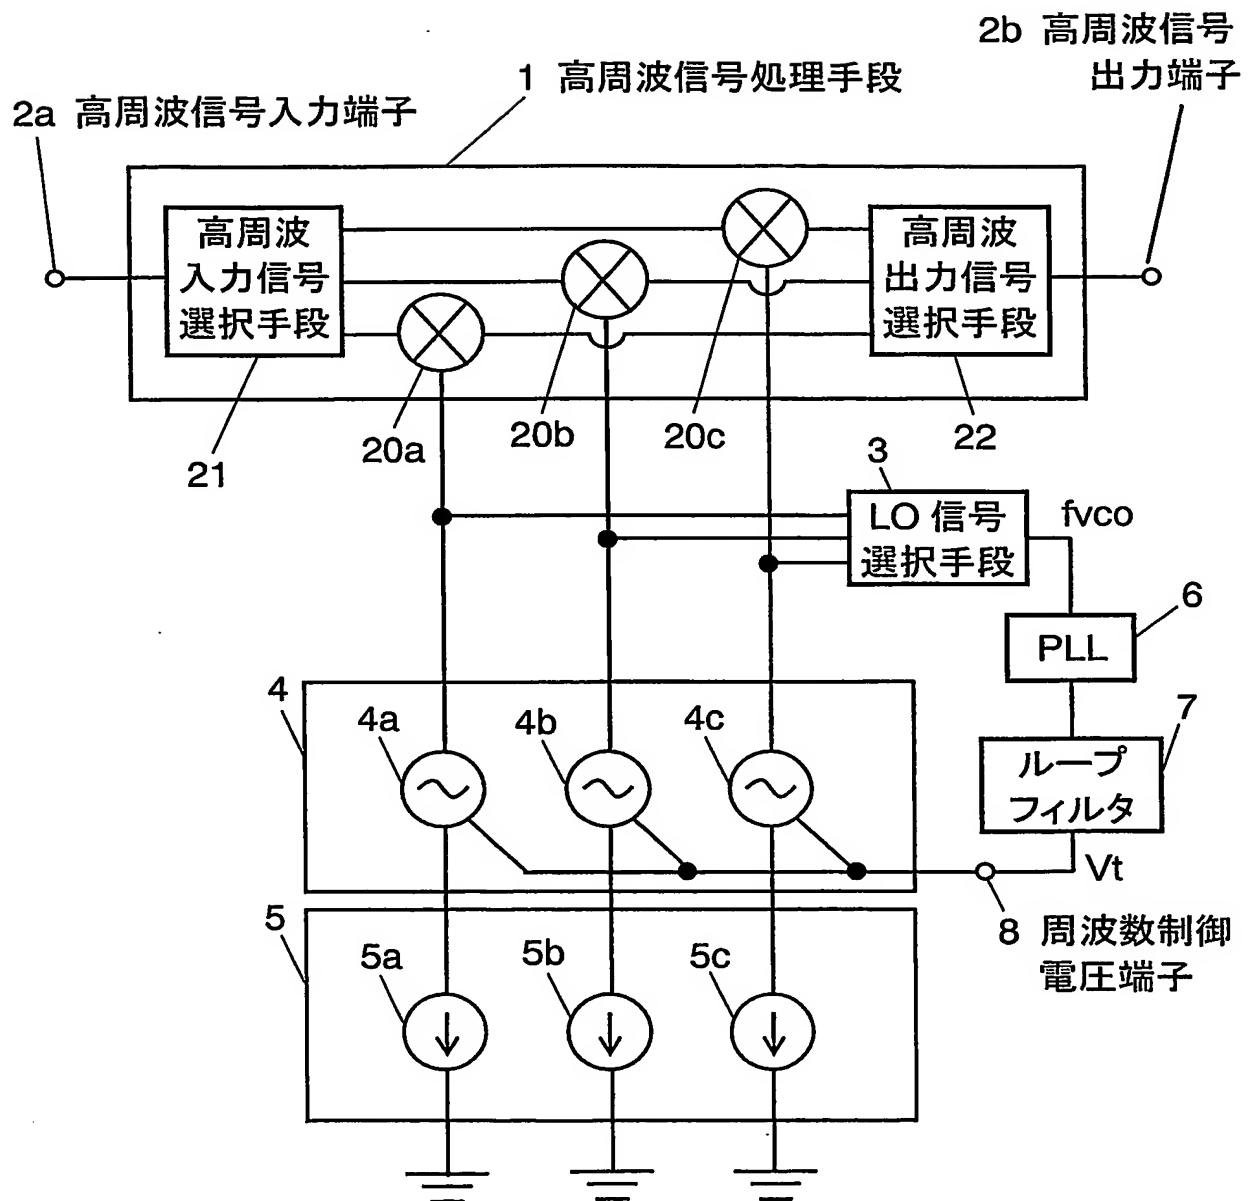 2b 高周波信号
出力端子
1 高周波信号処理手段
2a 高周波信号入力端子
高周波
入力信号
選択手段
高周波
出力信号
選択手段
21
20a
20b
20c
22
3
LO 信号
選択手段
fvco
6
PLL
4
4a
4b
4c
7
ループ
フィルタ
Vt
5
5a
5b
5c
8 周波数制御
電圧端子